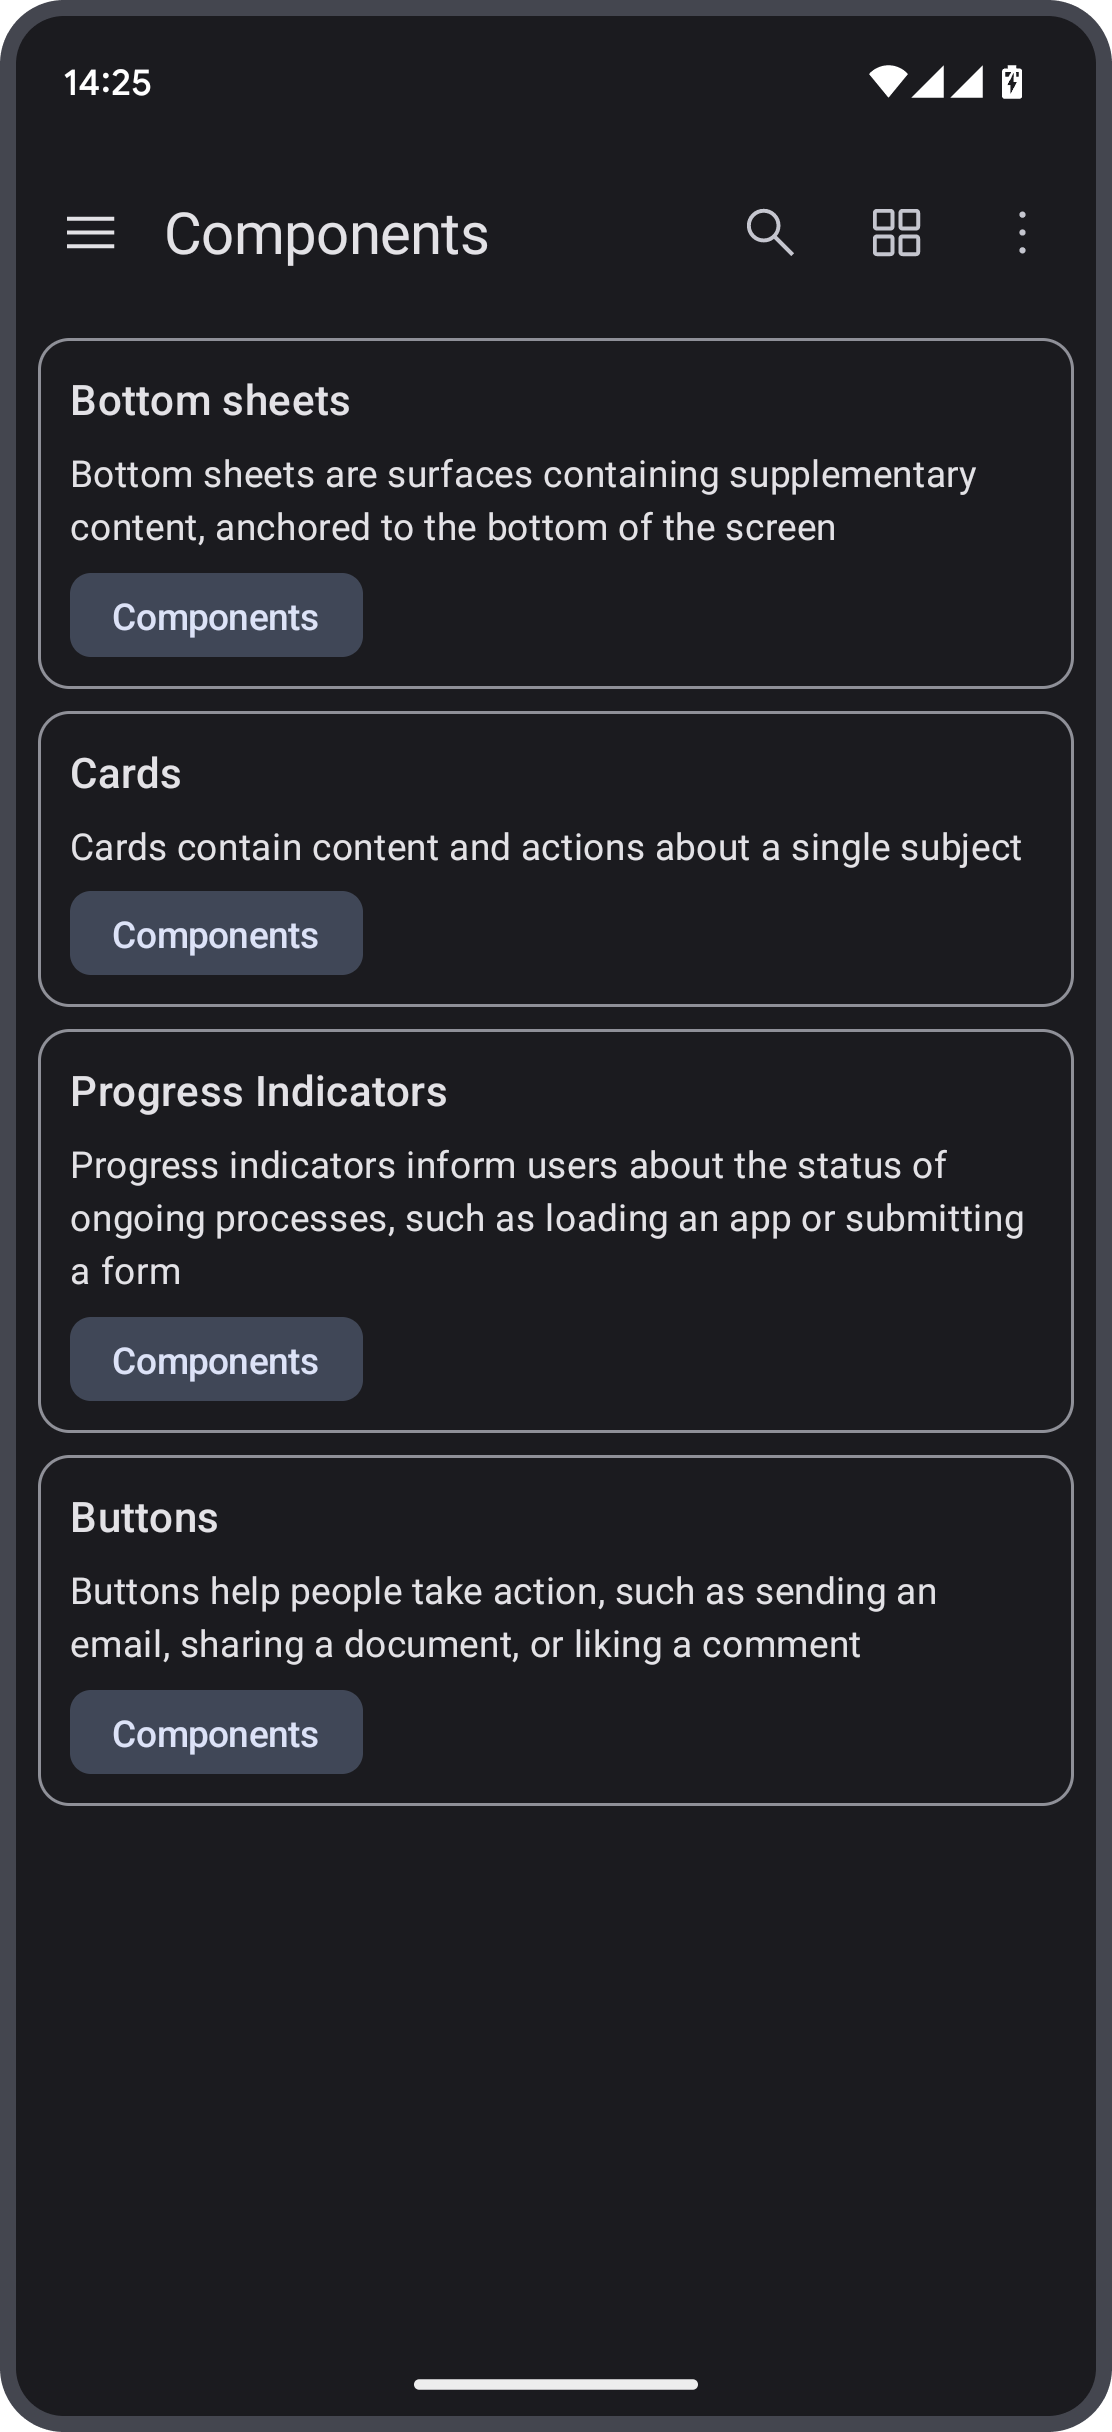 14:25
Components
Bottom sheets
Bottom sheets are surfaces containing supplementary
content, anchored to the bottom of the screen
Components
Cards
Cards contain content and actions about a single subject
Components
Progress Indicators
Progress indicators inform users about the status of
ongoing processes, such as loading an app or submitting
a form
Components
Buttons
Buttons help people take action, such as sending an
email, sharing a document, or liking a comment
Components